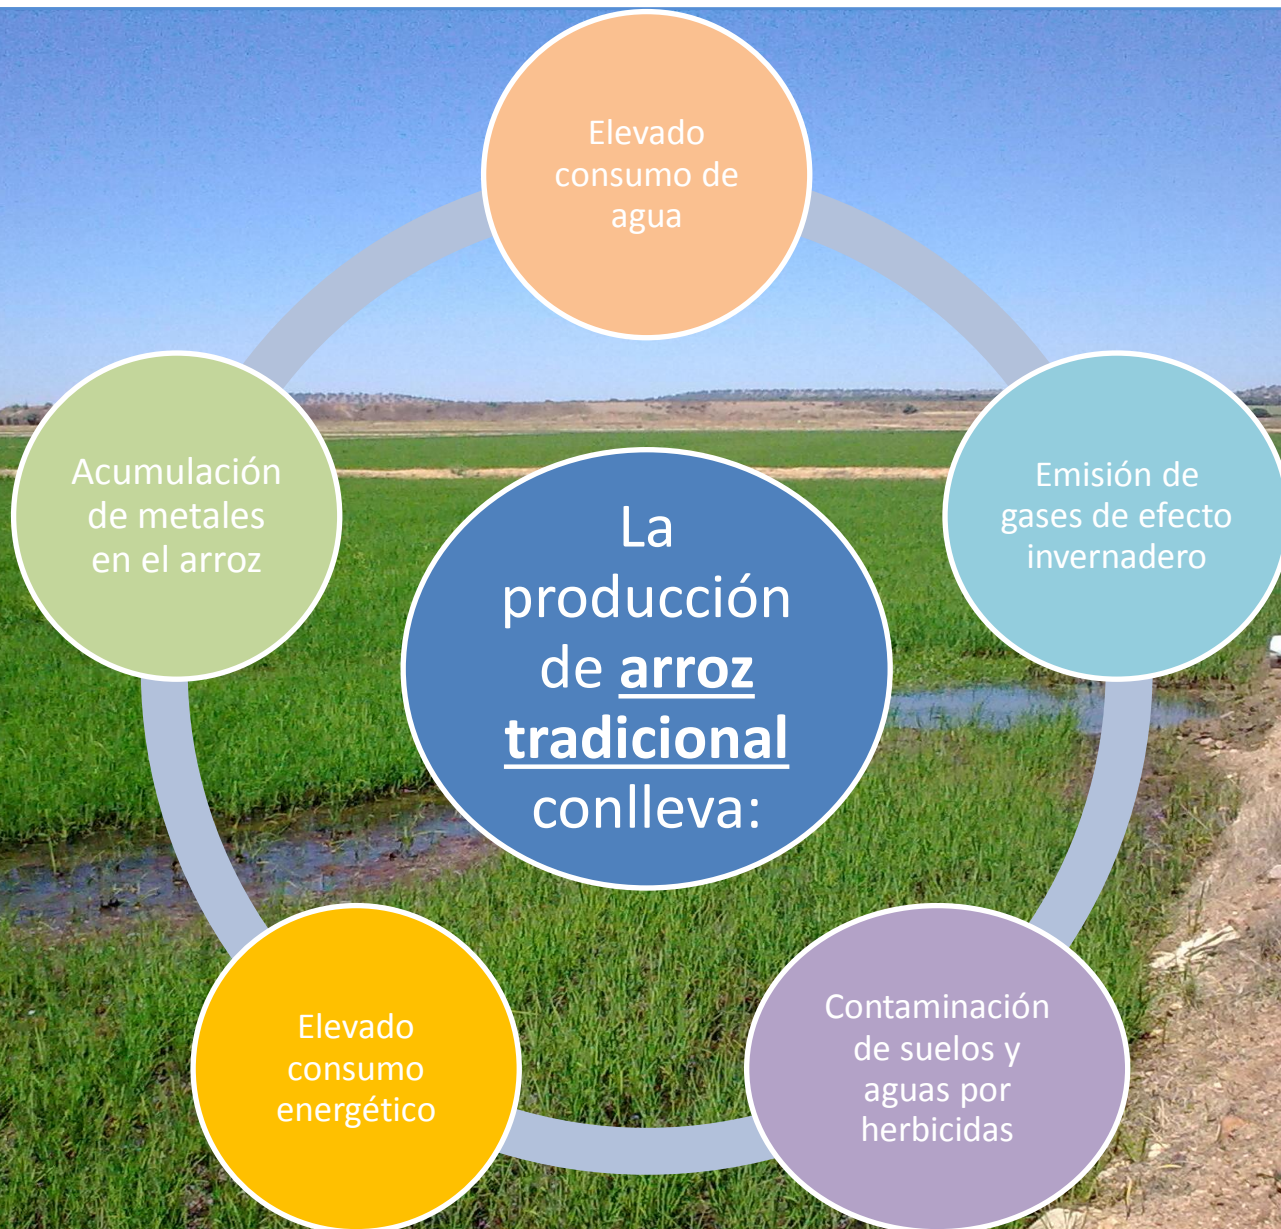 Elevado
consumo de
agua
Emisión de
gases de efecto
invernadero
Contaminación
de suelos y
aguas por
herbicidas
Elevado
consumo
energético
Acumulación
de metales
en el arroz
La
producción
de arroz
tradicional
conlleva: